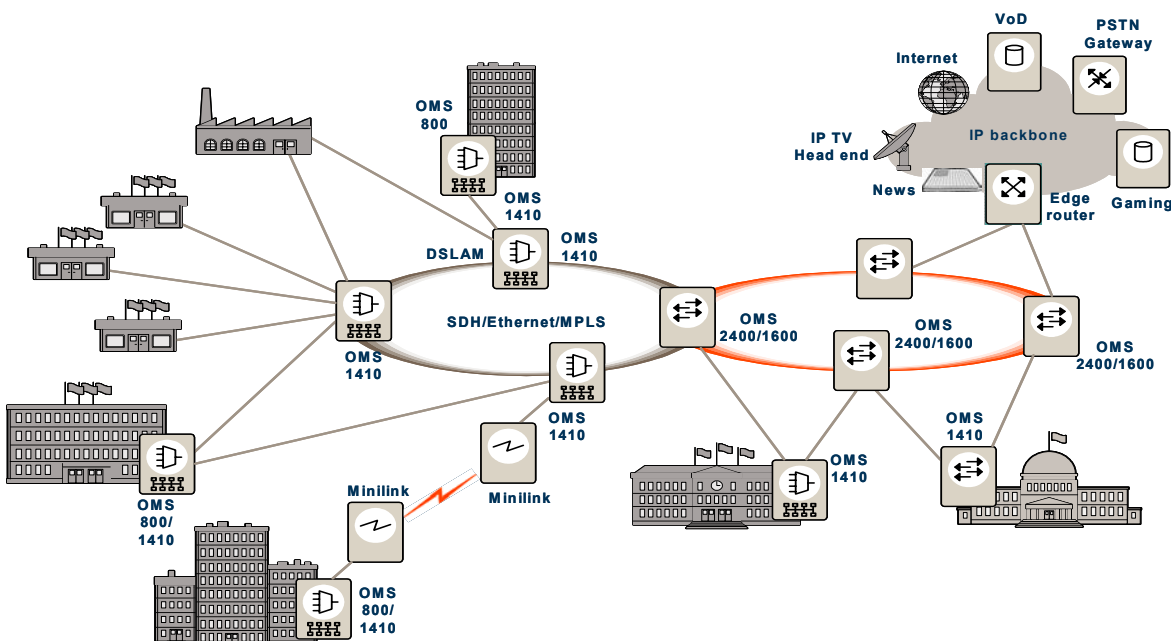 VoD
PSTN
Gateway
Internet
IP backbone
IP TV
Head end
News
Edge
router
Gaming
OMS
800
OMS
1410
OMS
1410
DSLAM
SDH/Ethernet/MPLS
OMS
2400/1600
OMS
2400/1600
OMS
2400/1600
OMS
1410
OMS
1410
OMS
1410
OMS
1410
Minilink
Minilink
OMS
800/
1410
OMS
800/
1410